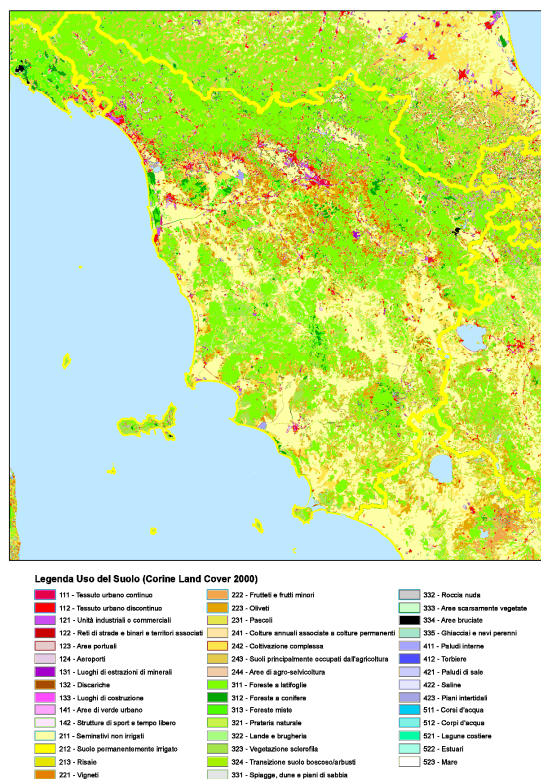 Legenda Uso del Suolo (Corine Land Cover 2000)
111 - Tessuto urbano continuo
112 - Tessuto urbano discontinuo
121 - Unità industriali o commerciali
122 - Reti di strade e binari e territori associati
123 - Aree portuali
124 - Aeroporti
131 - Luoghi di estrazioni di minerali
132 - Discariche
133 - Luoghi di costruzione
141 - Aree di verde urbano
142 - Strutture di sport e tempo libero
211 - Seminativi non irrigati
212 - Suolo permanentemente irrigato
213 - Risaie
221 - Vigneti
222 - Frutteti e frutti minori
223 - Oliveti
231 - Pascoli
241 - Colture annuali associate a colture permanenti
242 - Coltivazione complessa
243 - Suoli principalmente occupati dall'agricoltura
244 - Aree di agro-selvicoltura
311 - Foreste a latifoglie
312 - Foreste a conifere
313 - Foreste miste
321 - Prateris naturale
322 - Lande e brugheria
323 - Vegetazione sclerofila
324 - Transizione suolo boscoso/arbusti
331 - Spiagge, dune e piani di sabbia
332 - Roccia nuda
333 - Aree scarsamente vegetate
334 - Aree bruciate
335 - Ghiacciai e nevi perenni
411 - Paludi interne
412 - Torbiere
421 - Paludi di sale
422 - Saline
423 - Piani intertidali
511 - Corsi d'acqua
512 - Corpi d'acqua
521 - Lagune costiere
522 - Estuari
523 - Mare